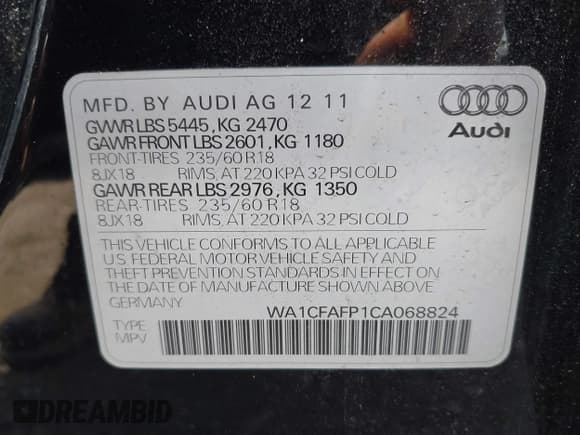 MFD. BY AUDI AG 12 11
GVWR LBS 5445, KG 2470
GAWR FRONT LBS 2601, KG 1180
FRONT-TIRES 235/60 R18
8JX18 RIMS, AT 220 KPA 32 PSI COLD
GAWR REAR LBS 2976, KG 1350
REAR-TIRES 235/60 R18
8JX18 RIMS, AT 220 KPA 32 PSI COLD
Audi
THIS VEHICLE CONFORMS TO ALL APPLICABLE
U.S. FEDERAL MOTOR VEHICLE SAFETY AND
THEFT PREVENTION STANDARDS IN EFFECT ON
THE DATE OF MANUFACTURE SHOWN ABOVE
GERMANY WA1CFAFP1CA068824
TYPE
MPV
DREAMBID